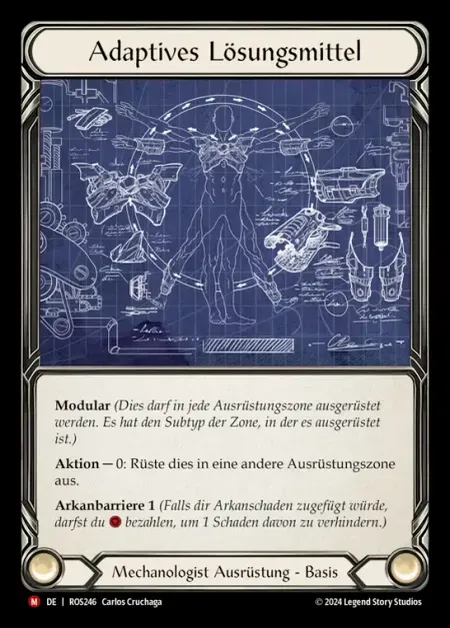 Adaptives Lösungsmittel
Modular (Dies darf in jede Ausrüstungszone ausgerüstet
werden. Es hat den Subtyp der Zone, in der es ausgerüstet
ist.)
Aktion — 0: Rüste dies in eine andere Ausrüstungszone
aus.
Arkanbarriere 1 (Falls dir Arkanschaden zugefügt würde,
darfst du bezahlen, um 1 Schaden davon zu verhindern.)
Mechanologist Ausrüstung - Basis
M DE | ROS246 Carlos Cruchaga © 2024 Legend Story Studios